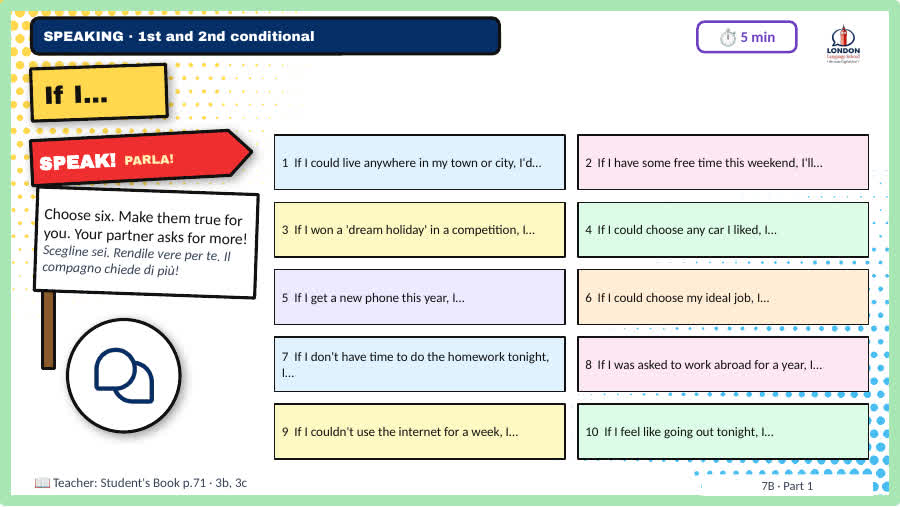 SPEAKING · 1st and 2nd conditional
⏱️ 5 min
LONDON
Language School
If I...
SPEAK! PARLA!
Choose six. Make them true for
you. Your partner asks for more!
Scegline sei. Rendile vere per te. Il
compagno chiede di più!
1 If I could live anywhere in my town or city, I'd...
2 If I have some free time this weekend, I'll...
3 If I won a 'dream holiday' in a competition, I...
4 If I could choose any car I liked, I...
5 If I get a new phone this year, I...
6 If I could choose my ideal job, I...
7 If I don't have time to do the homework tonight,
I...
8 If I was asked to work abroad for a year, I...
9 If I couldn't use the internet for a week, I...
10 If I feel like going out tonight, I...
📖 Teacher: Student's Book p.71 · 3b, 3c
7B · Part 1